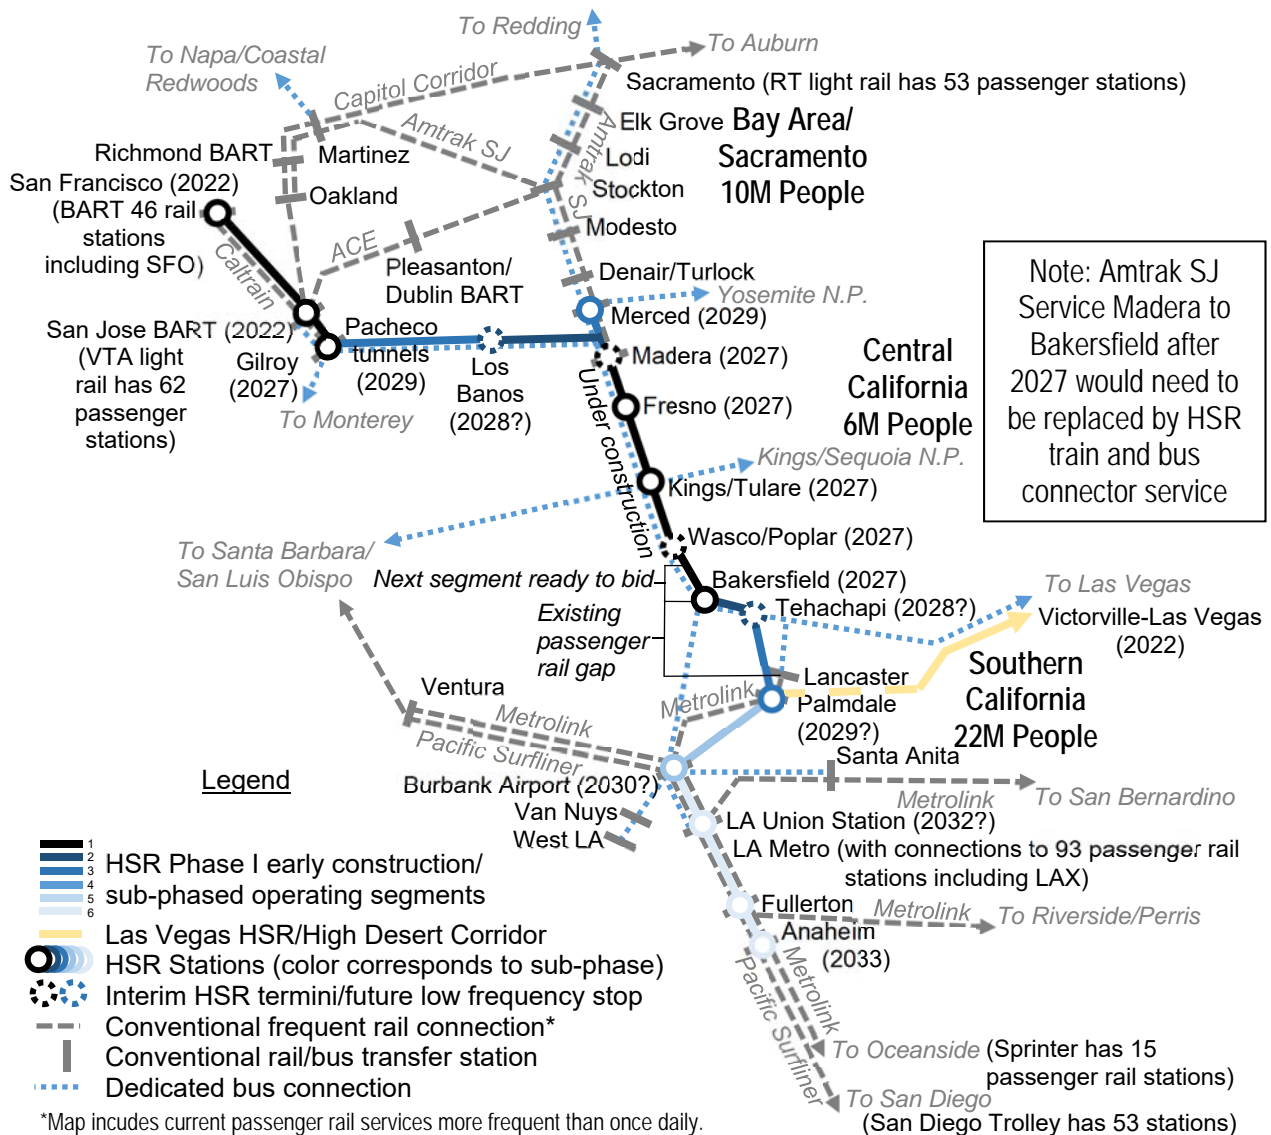 To Redding
To Auburn
To Napa/Coastal
Redwoods
Capitol Corridor
Sacramento (RT light rail has 53 passenger stations)
Amtrak SJ
Amtrak SJ
Elk Grove
Bay Area/
Sacramento
10M People
Richmond BART
Martinez
Lodi
San Francisco (2022)
(BART 46 rail
stations
including SFO)
Oakland
Stockton
Modesto
Caltrain
ACE
Pleasanton/
Dublin BART
Denair/Turlock
Yosemite N.P.
Merced (2029)
Note: Amtrak SJ
Service Madera to
Bakersfield after
2027 would need to
be replaced by HSR
train and bus
connector service
San Jose BART (2022)
(VTA light
rail has 62
passenger
stations)
Gilroy
(2027)
Pacheco
tunnels
(2029)
Los
Banos
(2028?)
Madera (2027)
Central
California
6M People
To Monterey
Under construction
Fresno (2027)
Kings/Sequoia N.P.
Kings/Tulare (2027)
Wasco/Poplar (2027)
To Santa Barbara/
San Luis Obispo
Next segment ready to bid
Bakersfield (2027)
Existing
passenger
rail gap
Tehachapi (2028?)
To Las Vegas
Victorville-Las Vegas
(2022)
Southern
California
22M People
Lancaster
Palmdale
(2029?)
Metrolink
Ventura
Metrolink
Pacific Surfliner
Burbank Airport (2030?)
Santa Anita
Metrolink
To San Bernardino
Van Nuys
West LA
LA Union Station (2032?)
LA Metro (with connections to 93 passenger rail
stations including LAX)
Fullerton
Metrolink
To Riverside/Perris
Anaheim
(2033)
Metrolink
Pacific Surfliner
To Oceanside (Sprinter has 15
passenger rail stations)
To San Diego
(San Diego Trolley has 53 stations)
Legend
1
2
3
4
5
6
HSR Phase I early construction/
sub-phased operating segments
Las Vegas HSR/High Desert Corridor
HSR Stations (color corresponds to sub-phase)
Interim HSR termini/future low frequency stop
Conventional frequent rail connection*
Conventional rail/bus transfer station
Dedicated bus connection
*Map includes current passenger rail services more frequent than once daily.